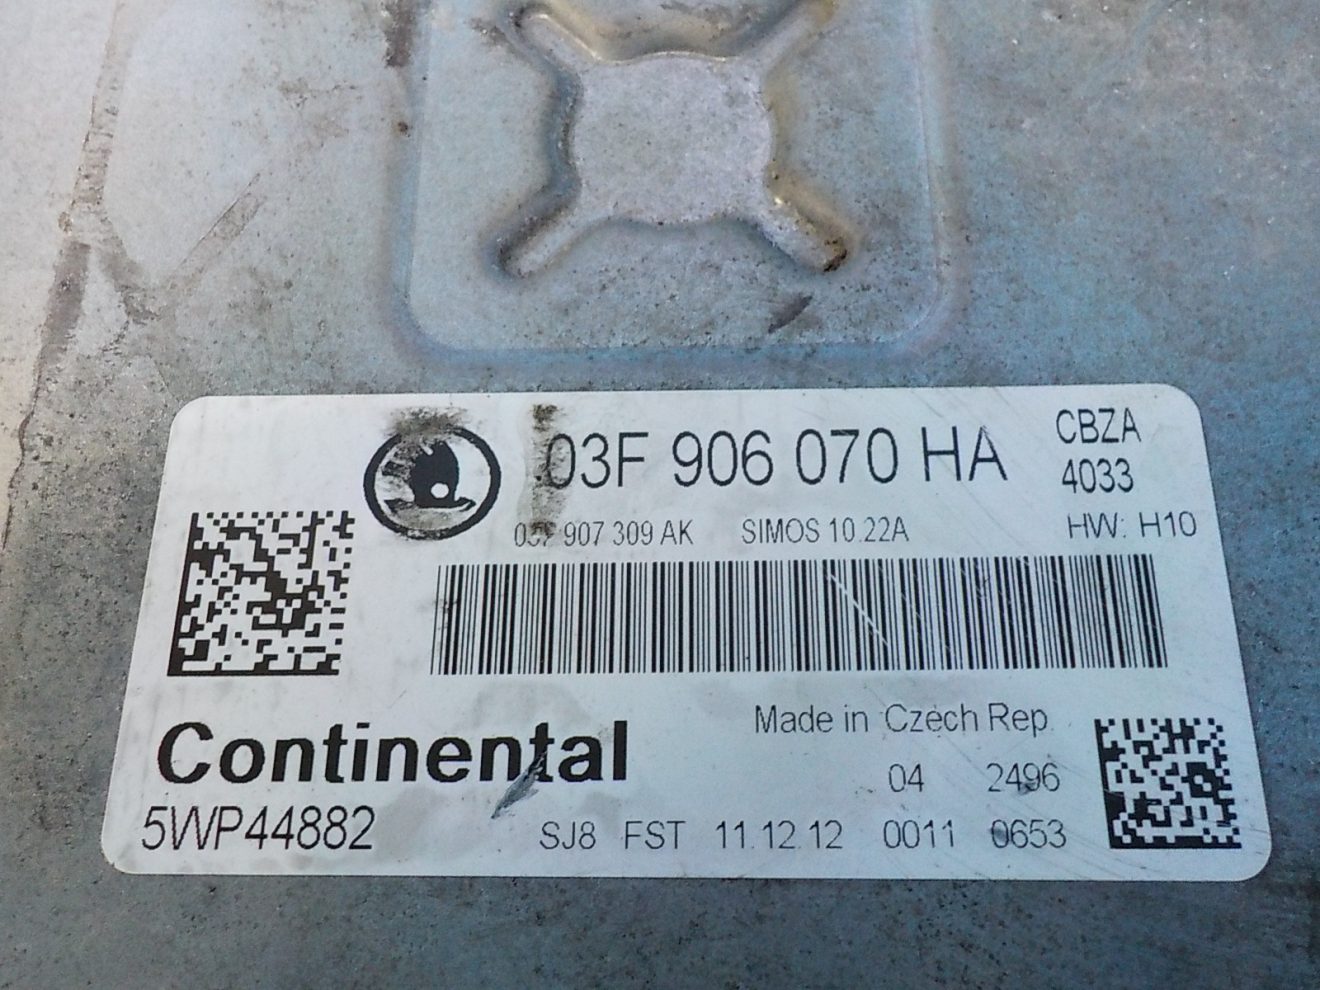 03F 906 070 HA CBZA
4033
03F 907 309 AK SIMOS 10.22A HW: H10
Made in Czech Rep.
Continental
04 2496
5WP44882
SJ8 FST 11.12.12 0011 0653